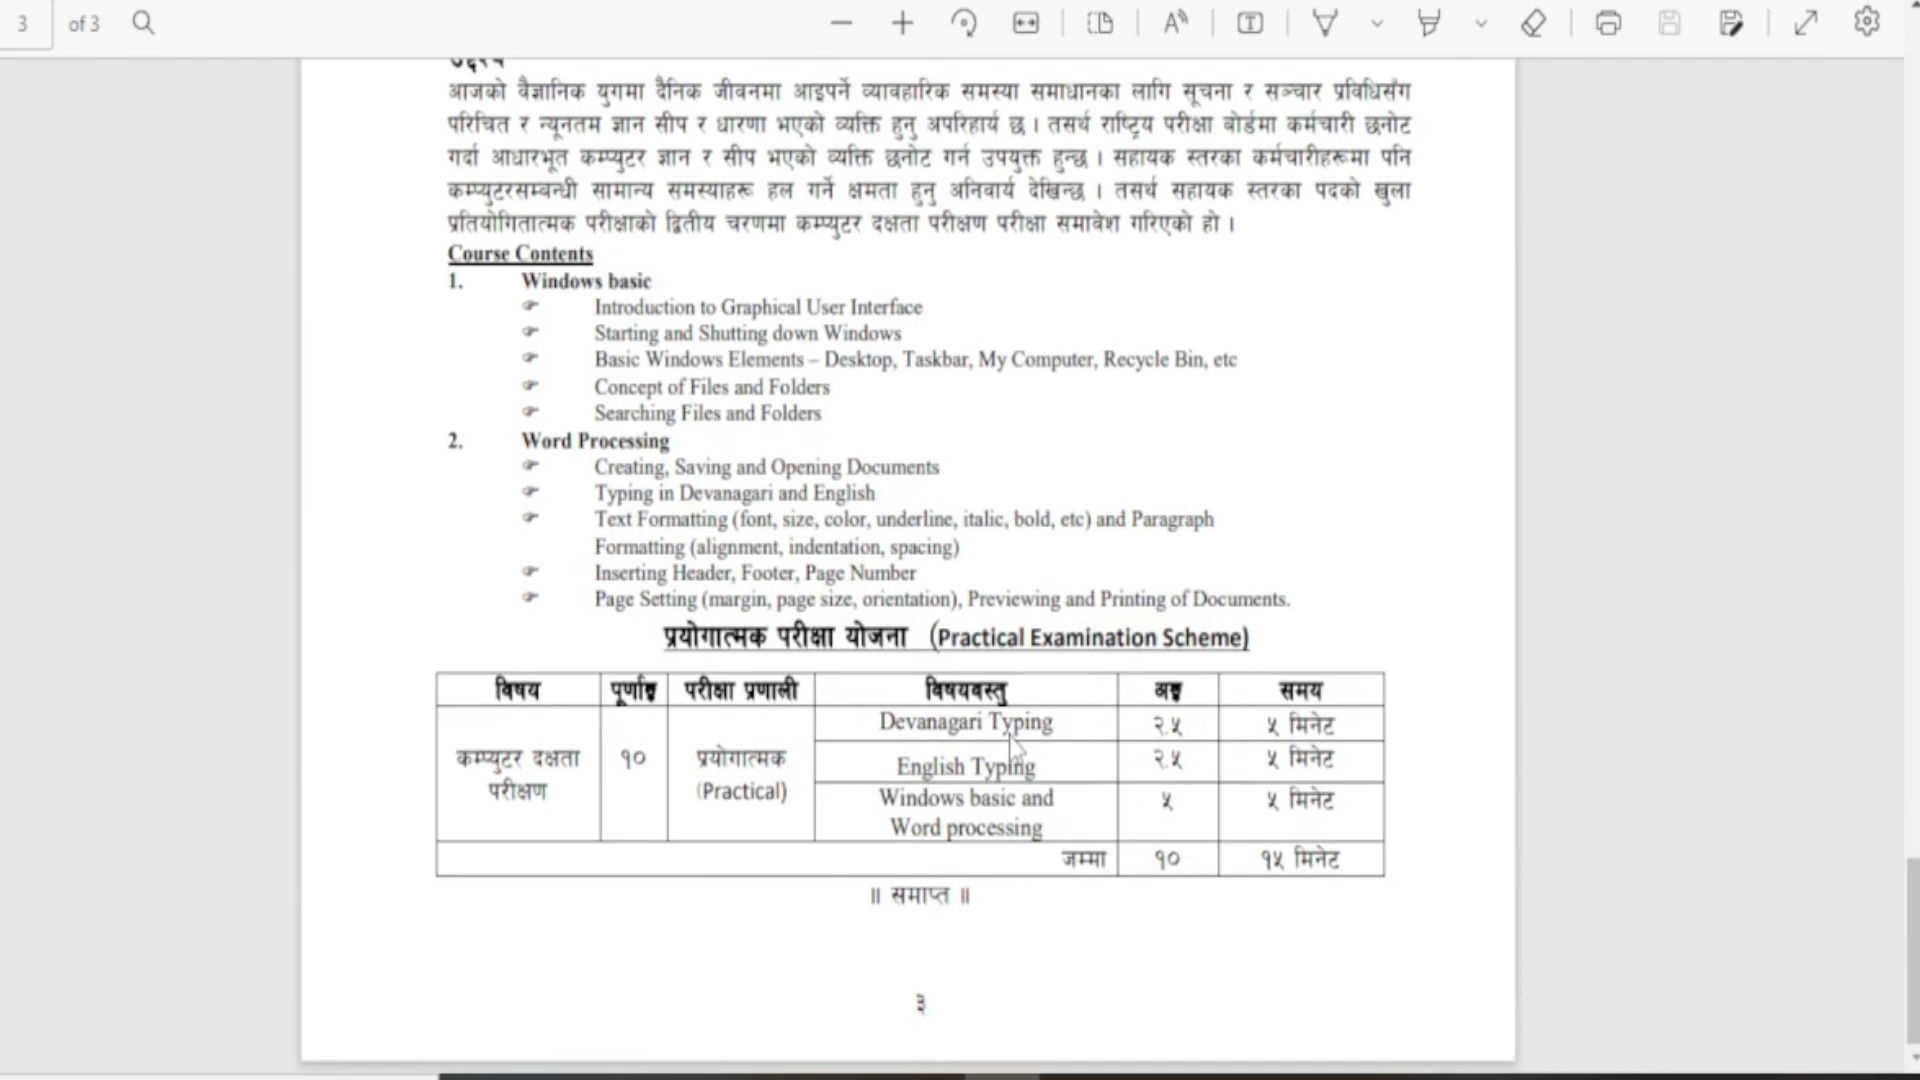 3 of 3
आजको वैज्ञानिक युगमा दैनिक जीवनमा आइपर्ने व्यावहारिक समस्या समाधानका लागि सूचना र सञ्चार प्रविधिसँग
परिचित र न्यूनतम ज्ञान सीप र धारणा भएको व्यक्ति हुनु अपरिहार्य छ । तसर्थ राष्ट्रिय परीक्षा बोर्डमा कर्मचारी छनोट
गर्दा आधारभूत कम्प्युटर ज्ञान र सीप भएको व्यक्ति छनोट गर्न उपयुक्त हुन्छ । सहायक स्तरका कर्मचारीहरूमा पनि
कम्प्युटरसम्बन्धी सामान्य समस्याहरू हल गर्ने क्षमता हुनु अनिवार्य देखिन्छ । तसर्थ सहायक स्तरका पदको खुला
प्रतियोगितात्मक परीक्षाको द्वितीय चरणमा कम्प्युटर दक्षता परीक्षण परीक्षा समावेश गरिएको हो ।
Course Contents
1. Windows basic
☞ Introduction to Graphical User Interface
☞ Starting and Shutting down Windows
☞ Basic Windows Elements – Desktop, Taskbar, My Computer, Recycle Bin, etc
☞ Concept of Files and Folders
☞ Searching Files and Folders
2. Word Processing
☞ Creating, Saving and Opening Documents
☞ Typing in Devanagari and English
☞ Text Formatting (font, size, color, underline, italic, bold, etc) and Paragraph
Formatting (alignment, indentation, spacing)
☞ Inserting Header, Footer, Page Number
☞ Page Setting (margin, page size, orientation), Previewing and Printing of Documents.
प्रयोगात्मक परीक्षा योजना (Practical Examination Scheme)
विषय पूर्णाङ्क परीक्षा प्रणाली विषयवस्तु अङ्क समय
Devanagari Typing २.५ ५ मिनेट
कम्प्युटर दक्षता १० प्रयोगात्मक English Typing २.५ ५ मिनेट
परीक्षण (Practical) Windows basic and ५ ५ मिनेट
Word processing
जम्मा १० १५ मिनेट
॥ समाप्त ॥
३